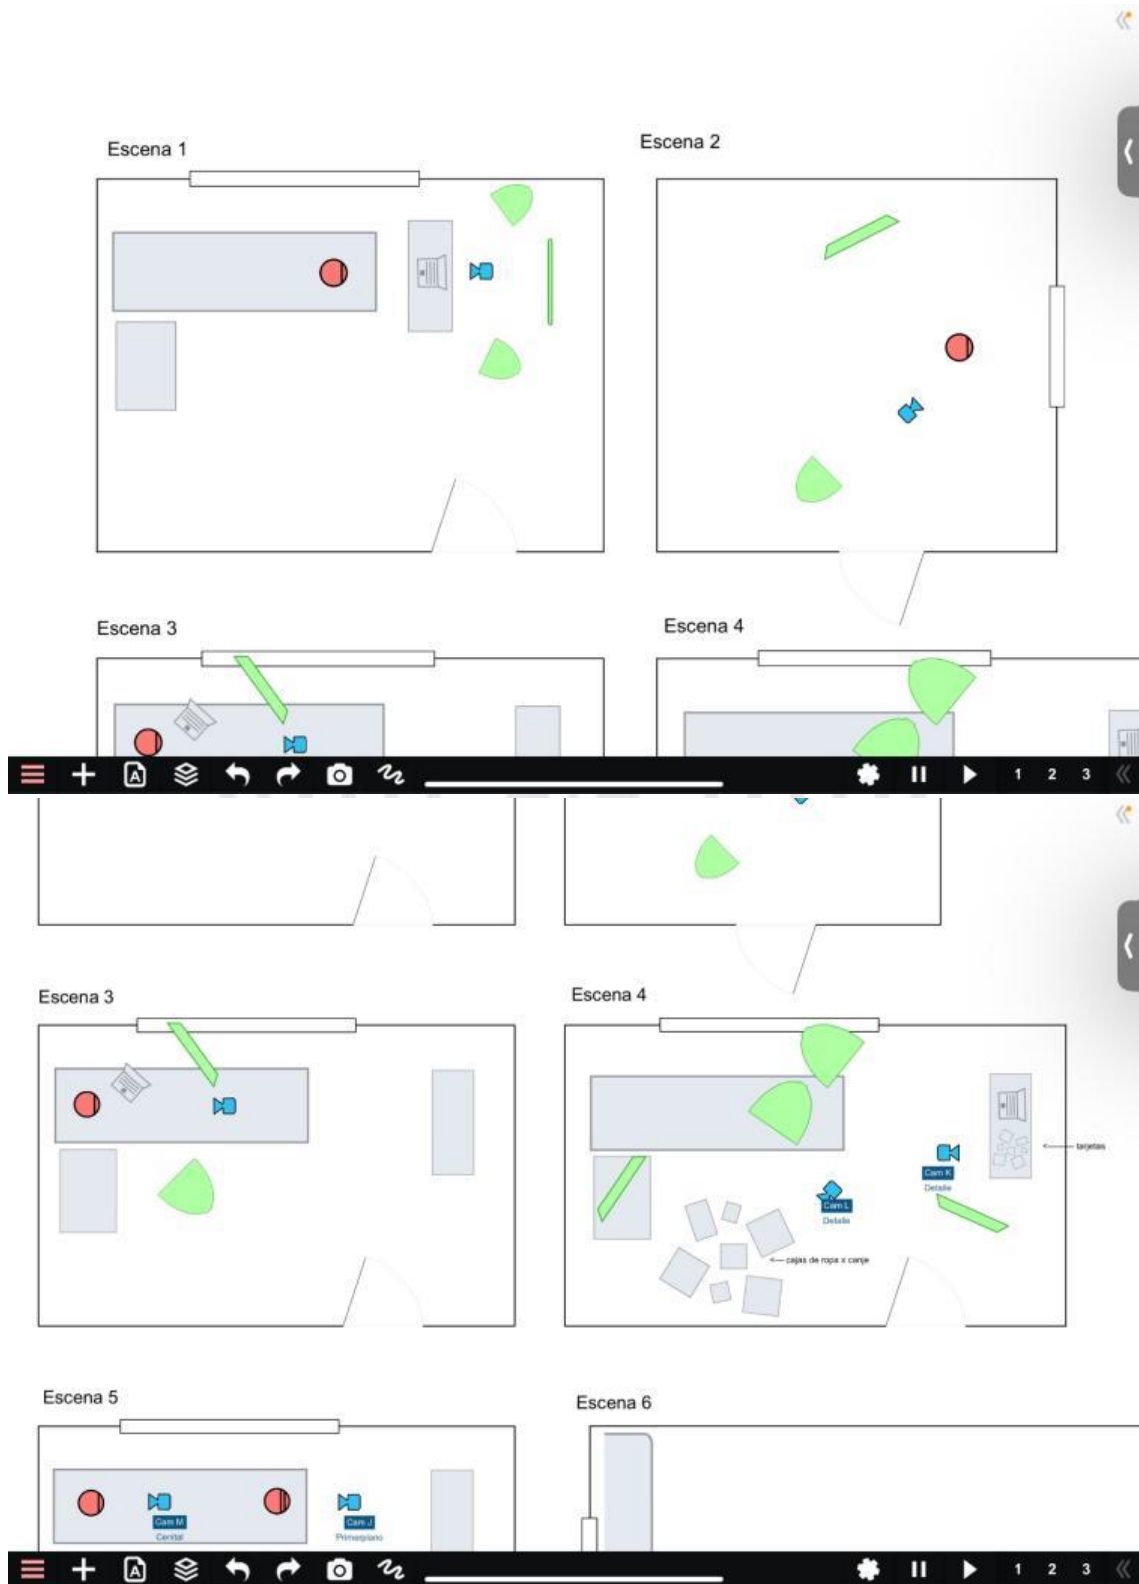 Escena 1
Escena 2
Escena 3
Escena 4
1 2 3
Escena 3
Escena 4
tarjetas
Cam K
Detalle
Cam L
Detalle
cajas de ropa x canje
Escena 5
Escena 6
Cam M
Cenital
Cam J
Primerplano
1 2 3